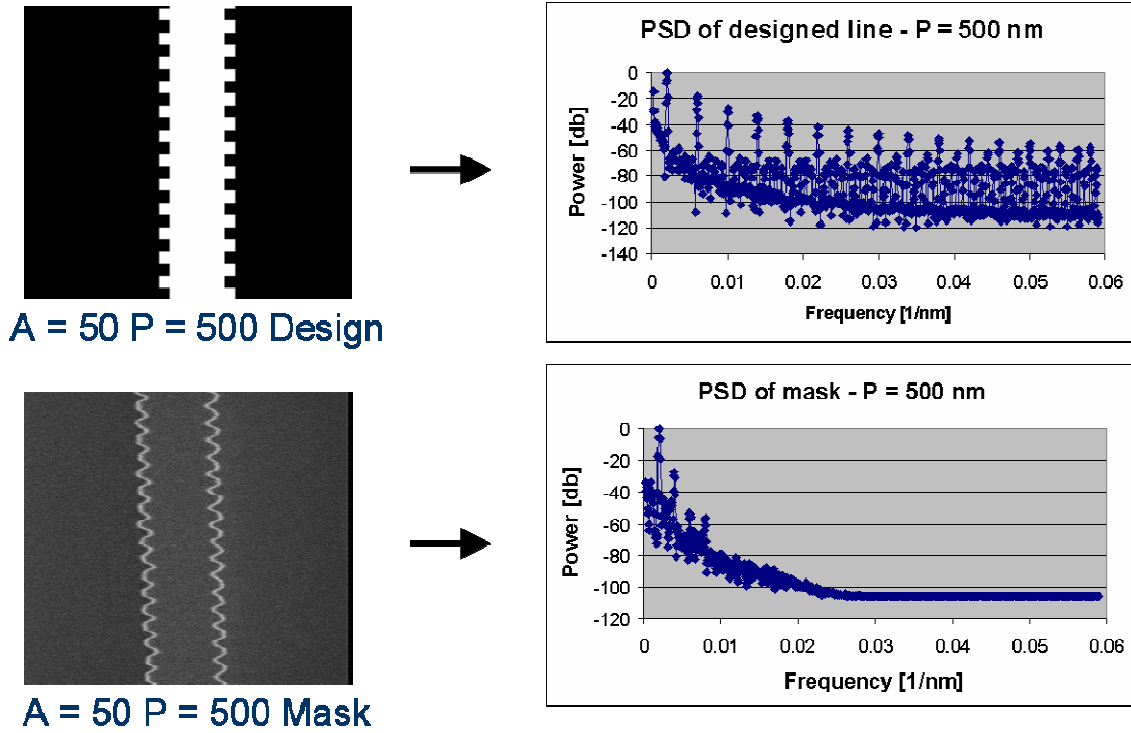 PSD of designed line - P = 500 nm
Power [db]
0
-20
-40
-60
-80
-100
-120
-140
0 0.01 0.02 0.03 0.04 0.05 0.06
Frequency [1/nm]
A = 50 P = 500 Design
PSD of mask - P = 500 nm
Power [db]
0
-20
-40
-60
-80
-100
-120
0 0.01 0.02 0.03 0.04 0.05 0.06
Frequency [1/nm]
A = 50 P = 500 Mask